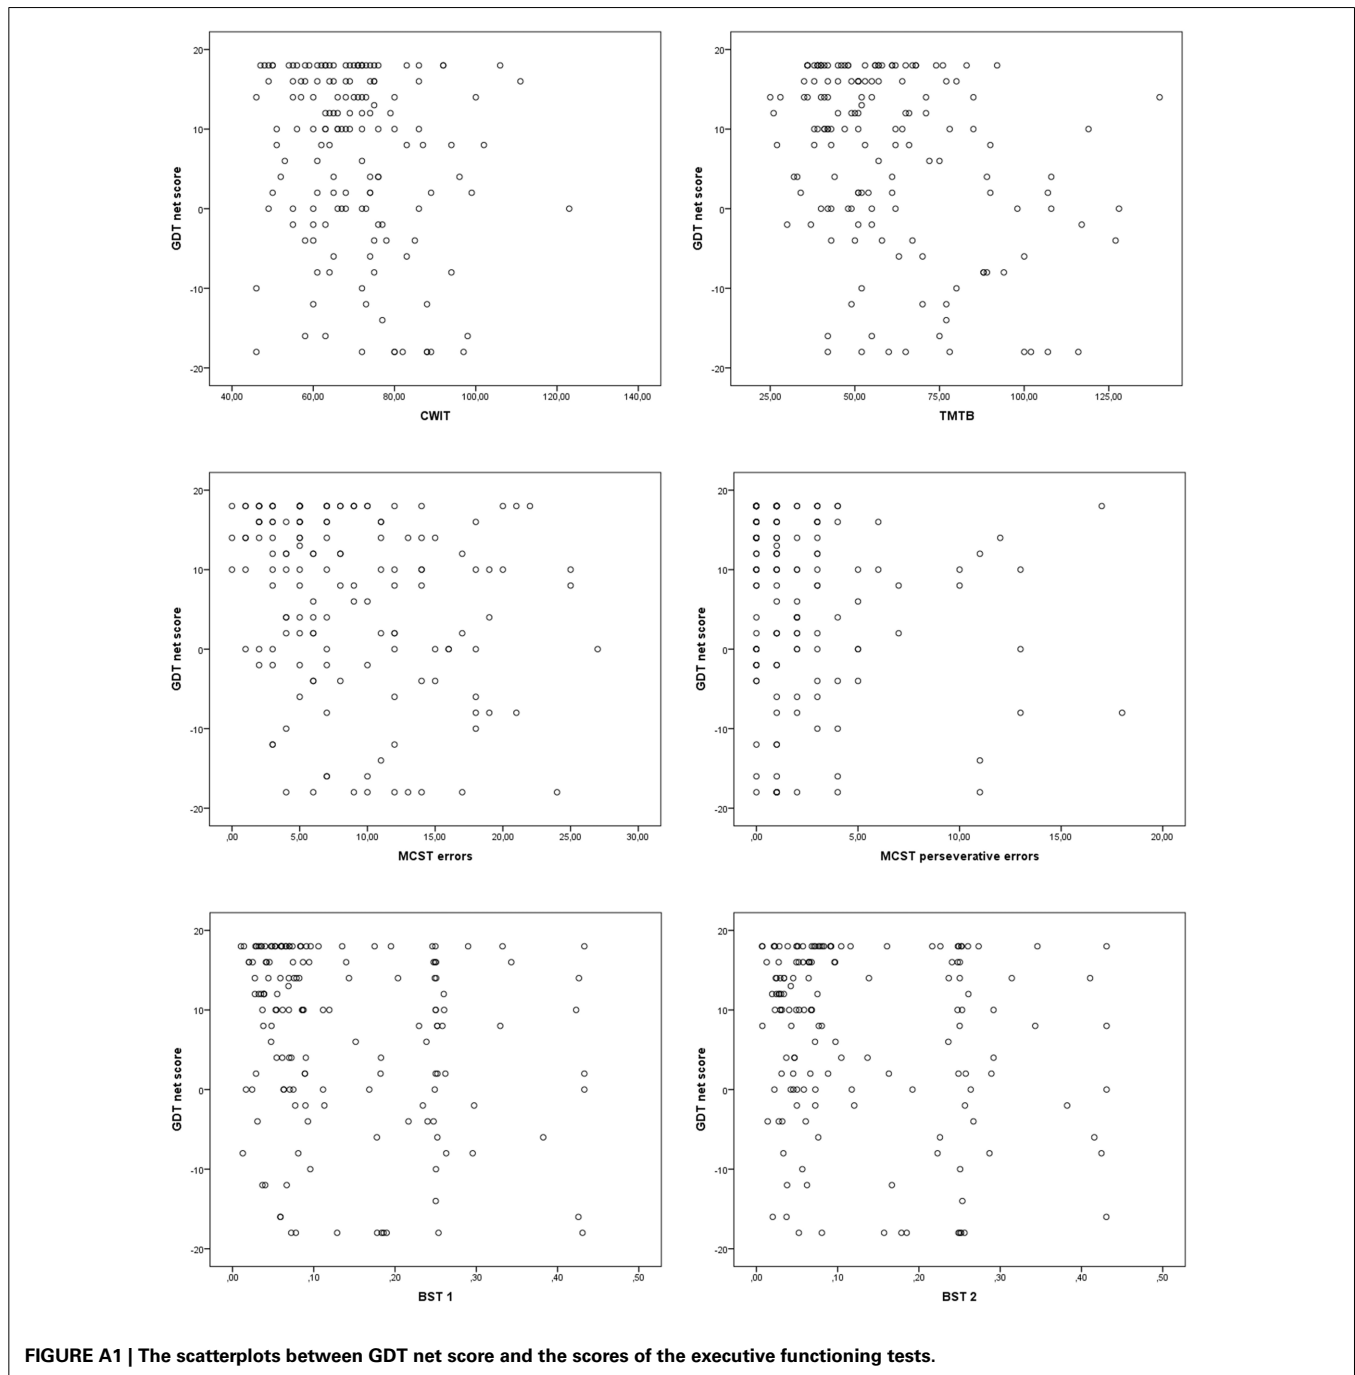 20
10
0
-10
-20
GDT net score
40,00 60,00 80,00 100,00 120,00 140,00
CWIT
20
10
0
-10
-20
GDT net score
25,00 50,00 75,00 100,00 125,00
TMTB
20
10
0
-10
-20
GDT net score
,00 5,00 10,00 15,00 20,00 25,00 30,00
MCST errors
20
10
0
-10
-20
GDT net score
,00 5,00 10,00 15,00 20,00
MCST perseverative errors
20
10
0
-10
-20
GDT net score
,00 ,10 ,20 ,30 ,40 ,50
BST 1
20
10
0
-10
-20
GDT net score
,00 ,10 ,20 ,30 ,40 ,50
BST 2
FIGURE A1 | The scatterplots between GDT net score and the scores of the executive functioning tests.